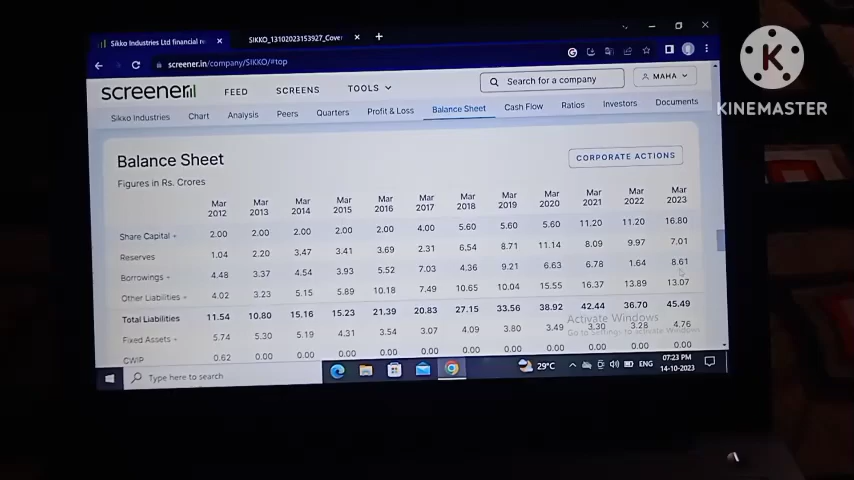 Sikko Industries Ltd financial re
SIKKO_13102023153927_Cove
screener.in/company/SIKKO/#top
screener
FEED
SCREENS
TOOLS
Search for a company
MAHA
KINEMASTER
Sikko Industries
Chart
Analysis
Peers
Quarters
Profit & Loss
Balance Sheet
Cash Flow
Ratios
Investors
Documents
Balance Sheet
CORPORATE ACTIONS
Figures in Rs. Crores
Mar 2012 Mar 2013 Mar 2014 Mar 2015 Mar 2016 Mar 2017 Mar 2018 Mar 2019 Mar 2020 Mar 2021 Mar 2022 Mar 2023
Share Capital + 2.00 2.00 2.00 2.00 2.00 4.00 5.60 5.60 5.60 11.20 11.20 16.80
Reserves 1.04 2.20 3.47 3.41 3.69 2.31 6.54 8.71 11.14 8.09 9.97 7.01
Borrowings + 4.48 3.37 4.54 3.93 5.52 7.03 4.36 9.21 6.63 6.78 1.64 8.61
Other Liabilities + 4.02 3.23 5.15 5.89 10.18 7.49 10.65 10.04 15.55 16.37 13.89 13.07
Total Liabilities 11.54 10.80 15.16 15.23 21.39 20.83 27.15 33.56 38.92 42.44 36.70 45.49
Fixed Assets + 5.74 5.30 5.19 4.31 3.54 3.07 4.09 3.80 3.49 3.30 3.28 4.76
CWIP 0.62 0.00 0.00 0.00 0.00 0.00 0.00 0.00 0.00 0.00 0.00 0.00
Activate Windows
Go to Settings to activate Windows.
Type here to search
29°C
ENG
07:23 PM
14-10-2023